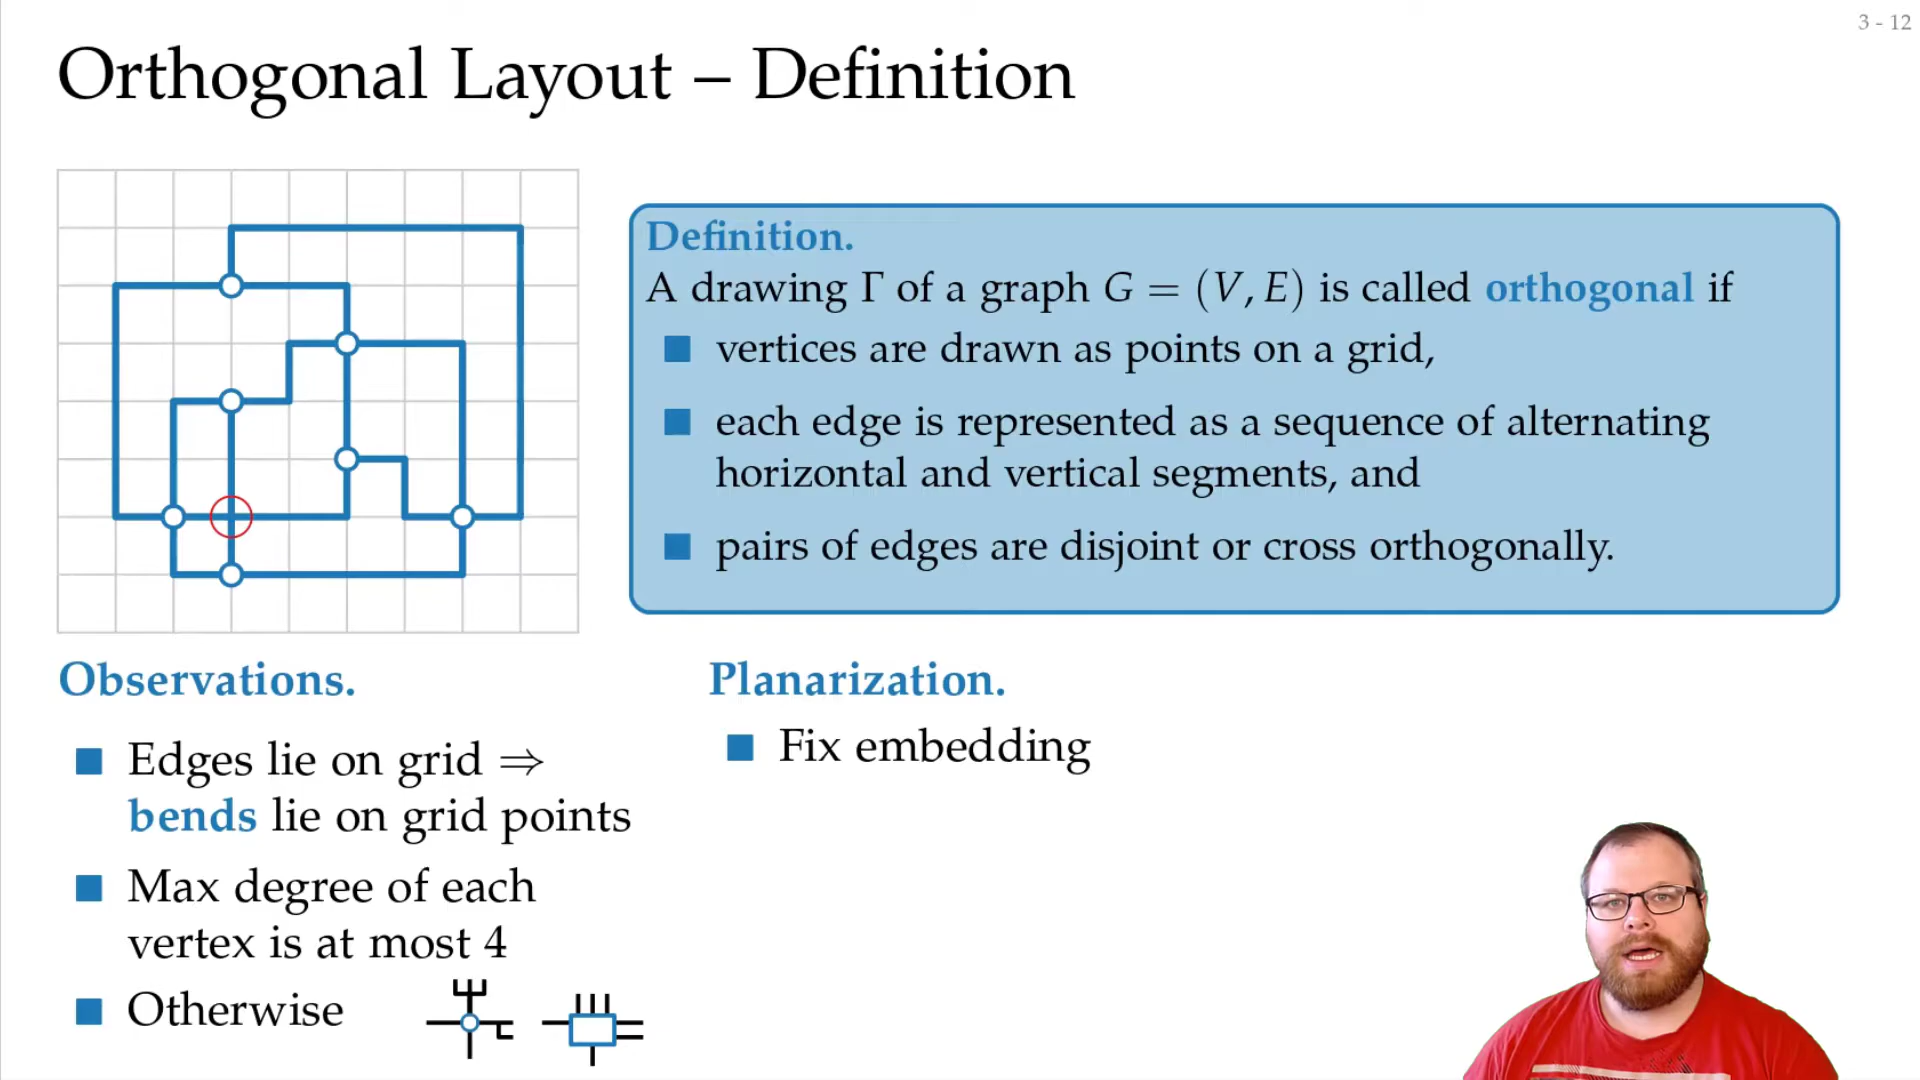 3 - 12
Orthogonal Layout – Definition
Definition.
A drawing Γ of a graph G = (V, E) is called orthogonal if
vertices are drawn as points on a grid,
each edge is represented as a sequence of alternating
horizontal and vertical segments, and
pairs of edges are disjoint or cross orthogonally.
Observations.
Edges lie on grid ⇒
bends lie on grid points
Max degree of each
vertex is at most 4
Otherwise
Planarization.
Fix embedding